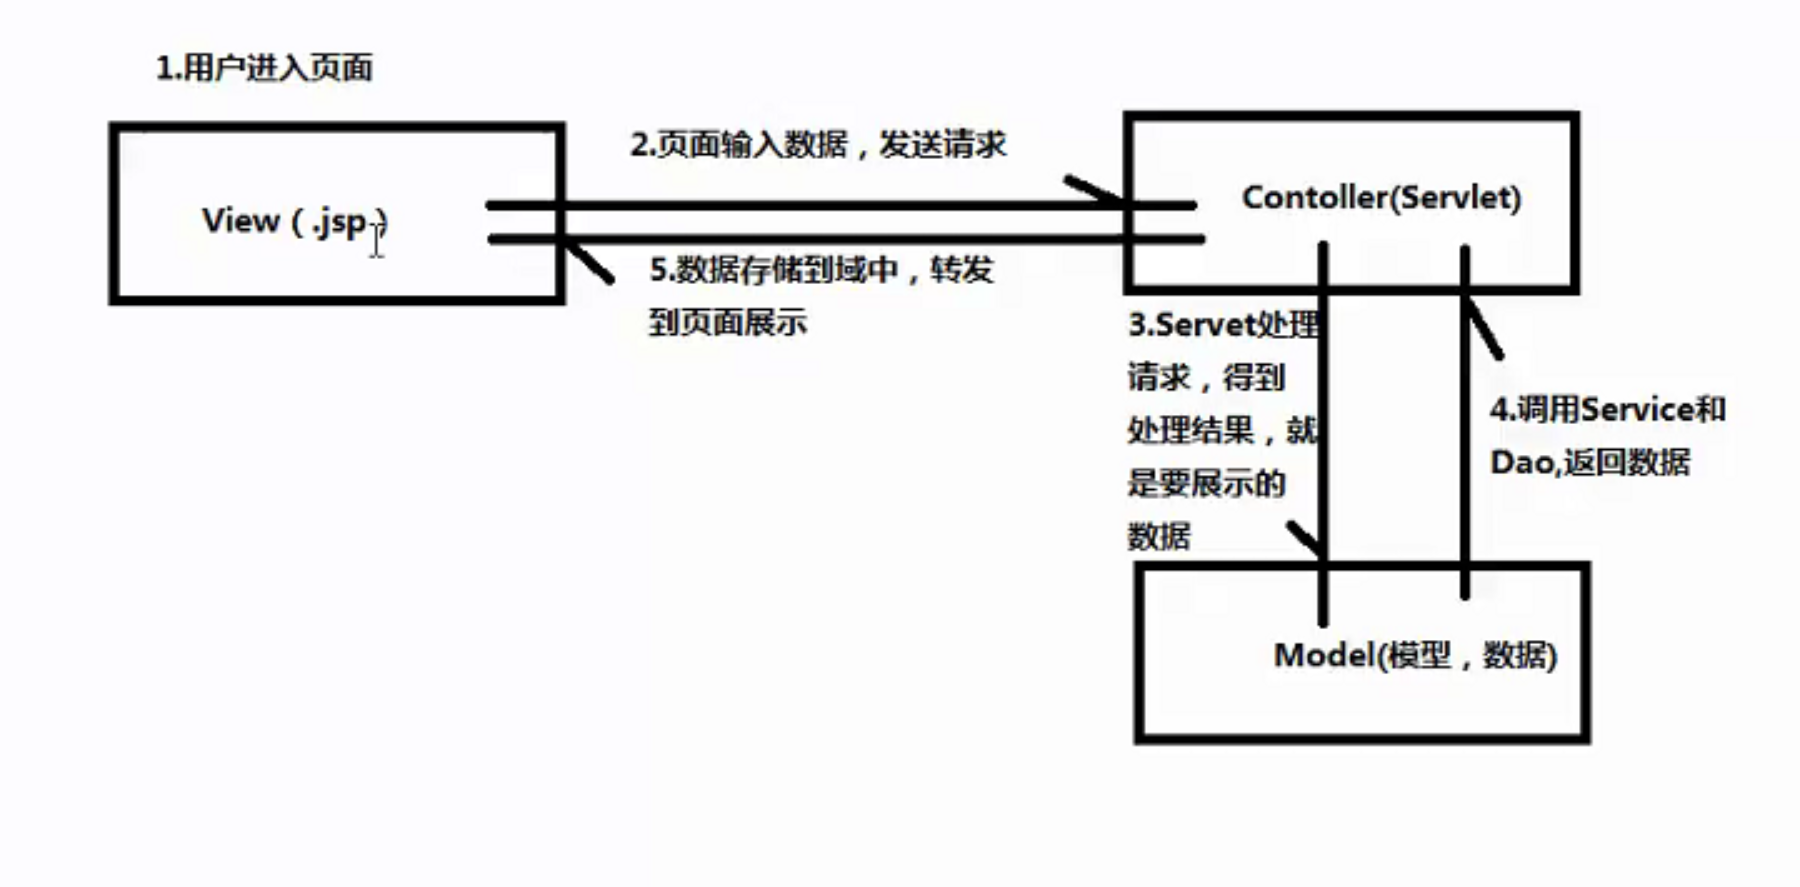 1.用户进入页面
View（.jsp）
2.页面输入数据，发送请求
5.数据存储到域中，转发
到页面展示
Contoller(Servlet)
3.Servet处理
请求，得到
处理结果，就
是要展示的
数据
4.调用Service和
Dao,返回数据
Model(模型，数据)